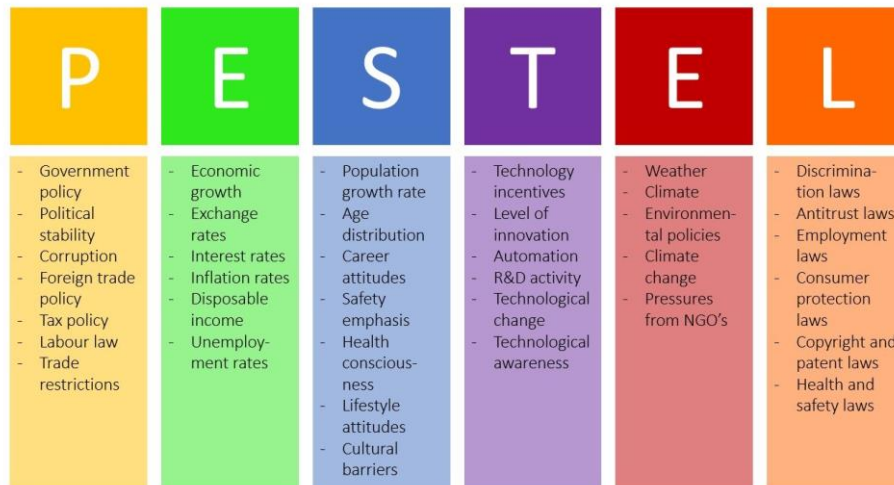 P
E
S
T
E
L
- Government
policy
- Political
stability
- Corruption
- Foreign trade
policy
- Tax policy
- Labour law
- Trade
restrictions
- Economic
growth
- Exchange
rates
- Interest rates
- Inflation rates
- Disposable
income
- Unemploy-
ment rates
- Population
growth rate
- Age
distribution
- Career
attitudes
- Safety
emphasis
- Health
conscious-
ness
- Lifestyle
attitudes
- Cultural
barriers
- Technology
incentives
- Level of
innovation
- Automation
- R&D activity
- Technological
change
- Technological
awareness
- Weather
- Climate
- Environmen-
tal policies
- Climate
change
- Pressures
from NGO's
- Discrimina-
tion laws
- Antitrust laws
- Employment
laws
- Consumer
protection
laws
- Copyright and
patent laws
- Health and
safety laws